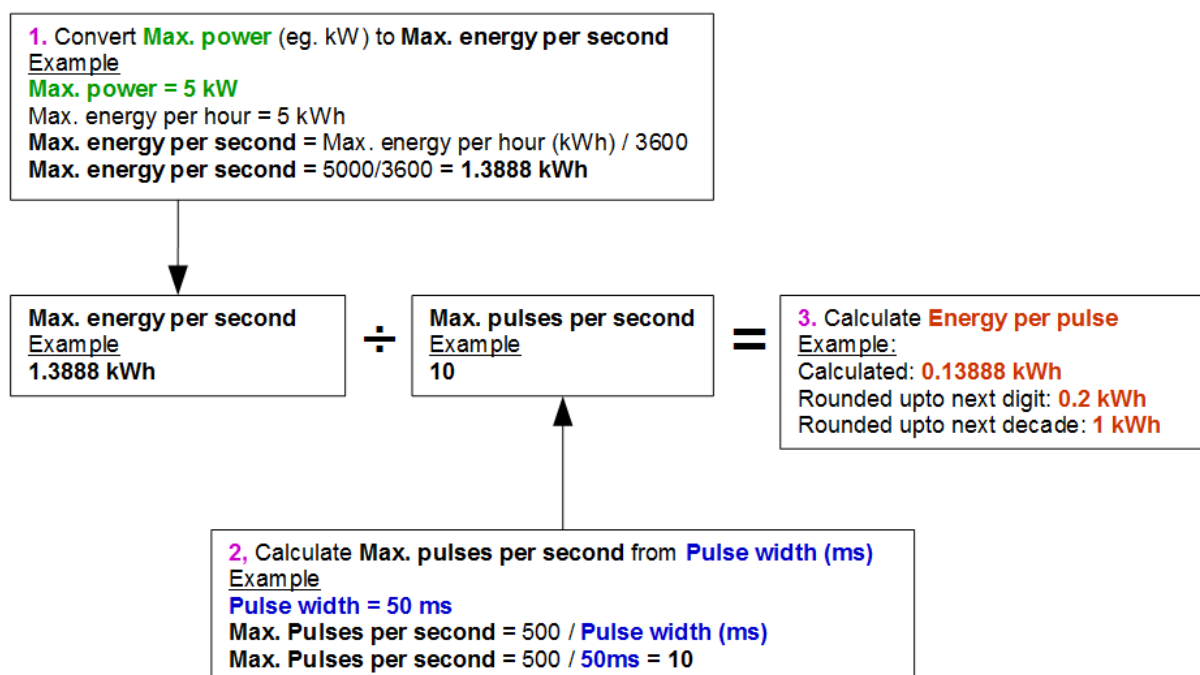 1. Convert Max. power (eg. kW) to Max. energy per second
Example
Max. power = 5 kW
Max. energy per hour = 5 kWh
Max. energy per second = Max. energy per hour (kWh) / 3600
Max. energy per second = 5000/3600 = 1.3888 kWh
Max. energy per second
Example
1.3888 kWh
÷
Max. pulses per second
Example
10
=
3. Calculate Energy per pulse
Example:
Calculated: 0.13888 kWh
Rounded upto next digit: 0.2 kWh
Rounded upto next decade: 1 kWh
2, Calculate Max. pulses per second from Pulse width (ms)
Example
Pulse width = 50 ms
Max. Pulses per second = 500 / Pulse width (ms)
Max. Pulses per second = 500 / 50ms = 10